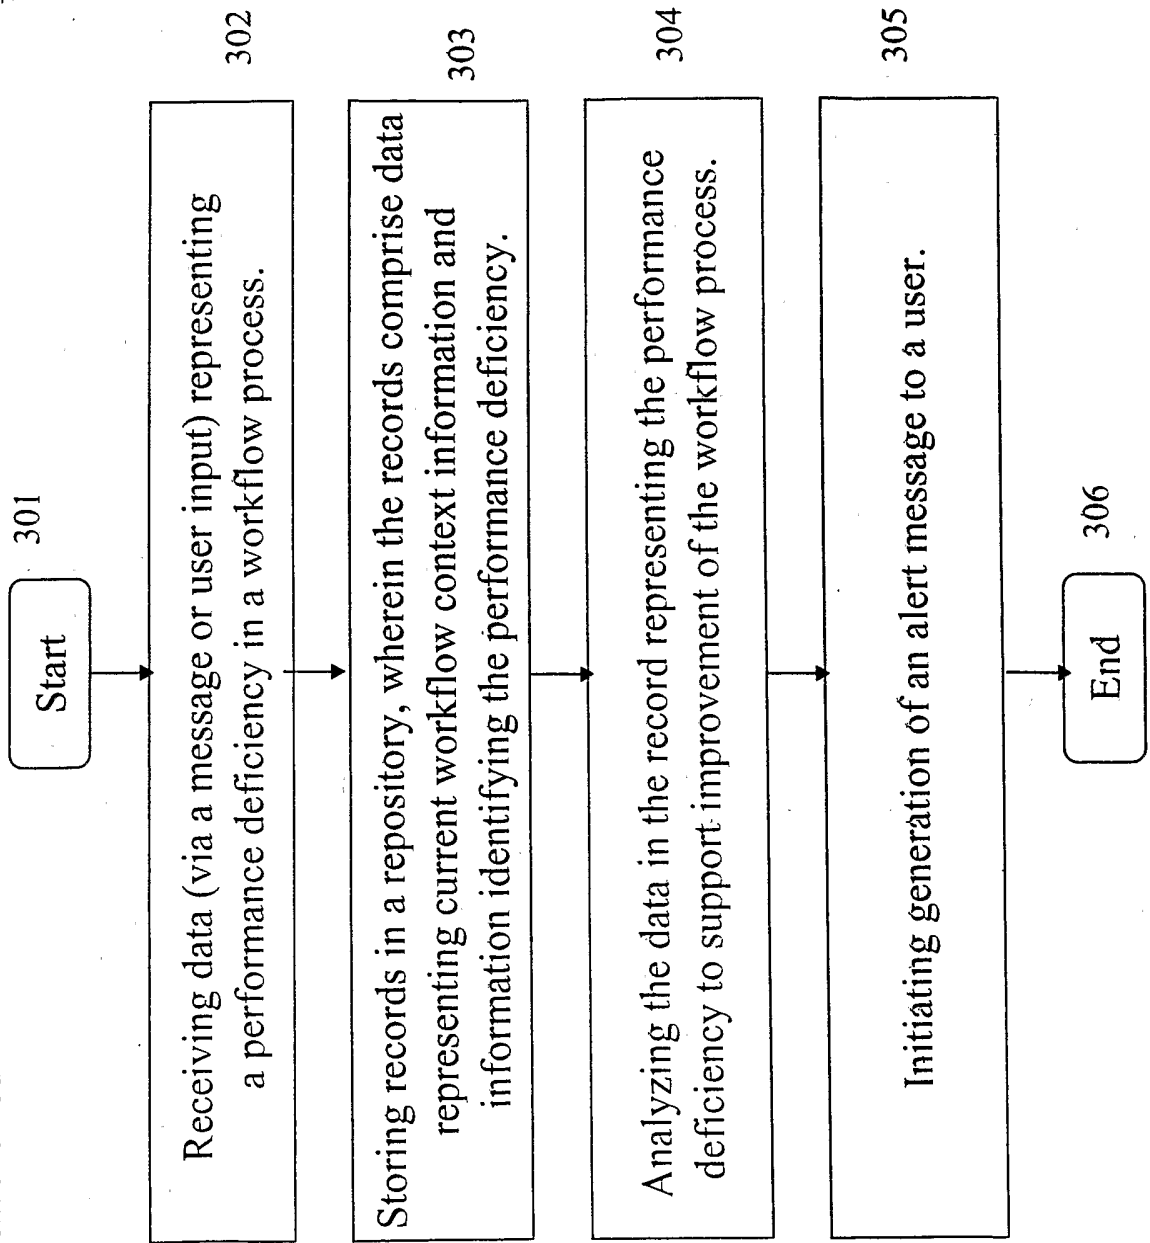 301
Start
302
Receiving data (via a message or user input) representing
a performance deficiency in a workflow process.
303
Storing records in a repository, wherein the records comprise data
representing current workflow context information and
information identifying the performance deficiency.
304
Analyzing the data in the record representing the performance
deficiency to support improvement of the workflow process.
305
Initiating generation of an alert message to a user.
306
End